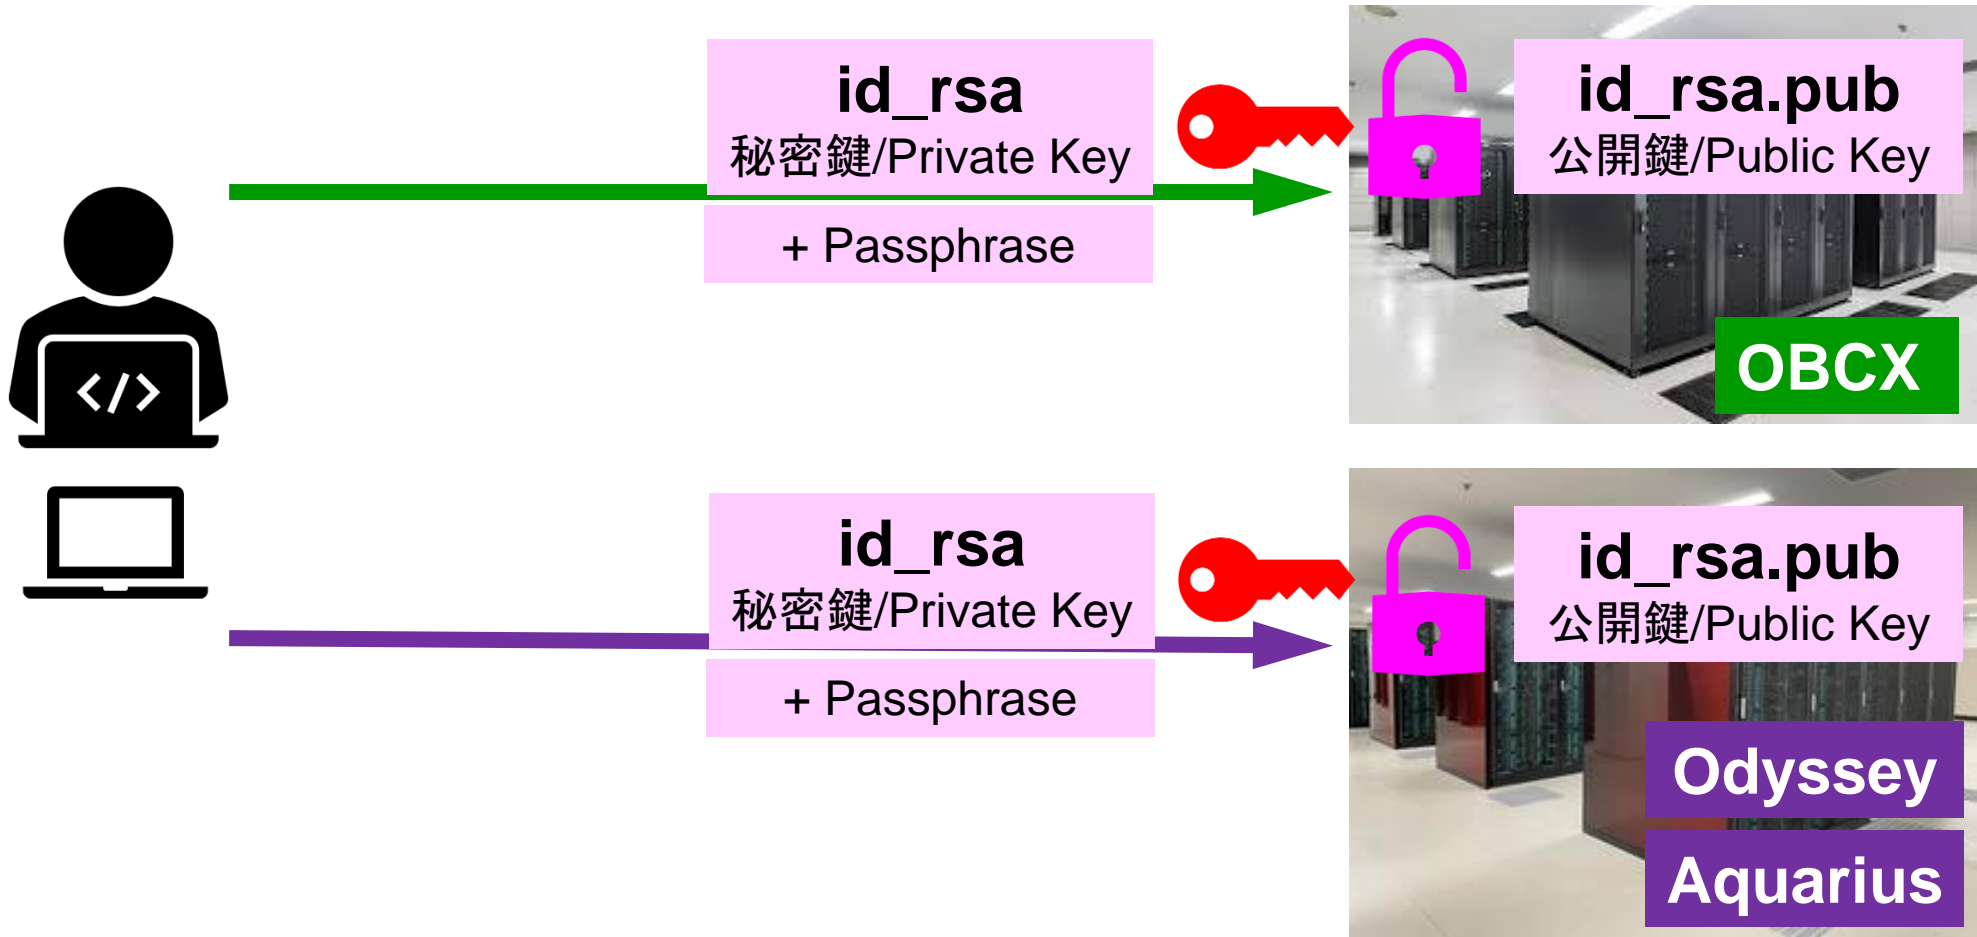 id_rsa
秘密鍵/Private Key
+ Passphrase
id_rsa.pub
公開鍵/Public Key
OBCX
</>
id_rsa
秘密鍵/Private Key
+ Passphrase
id_rsa.pub
公開鍵/Public Key
Odyssey
Aquarius